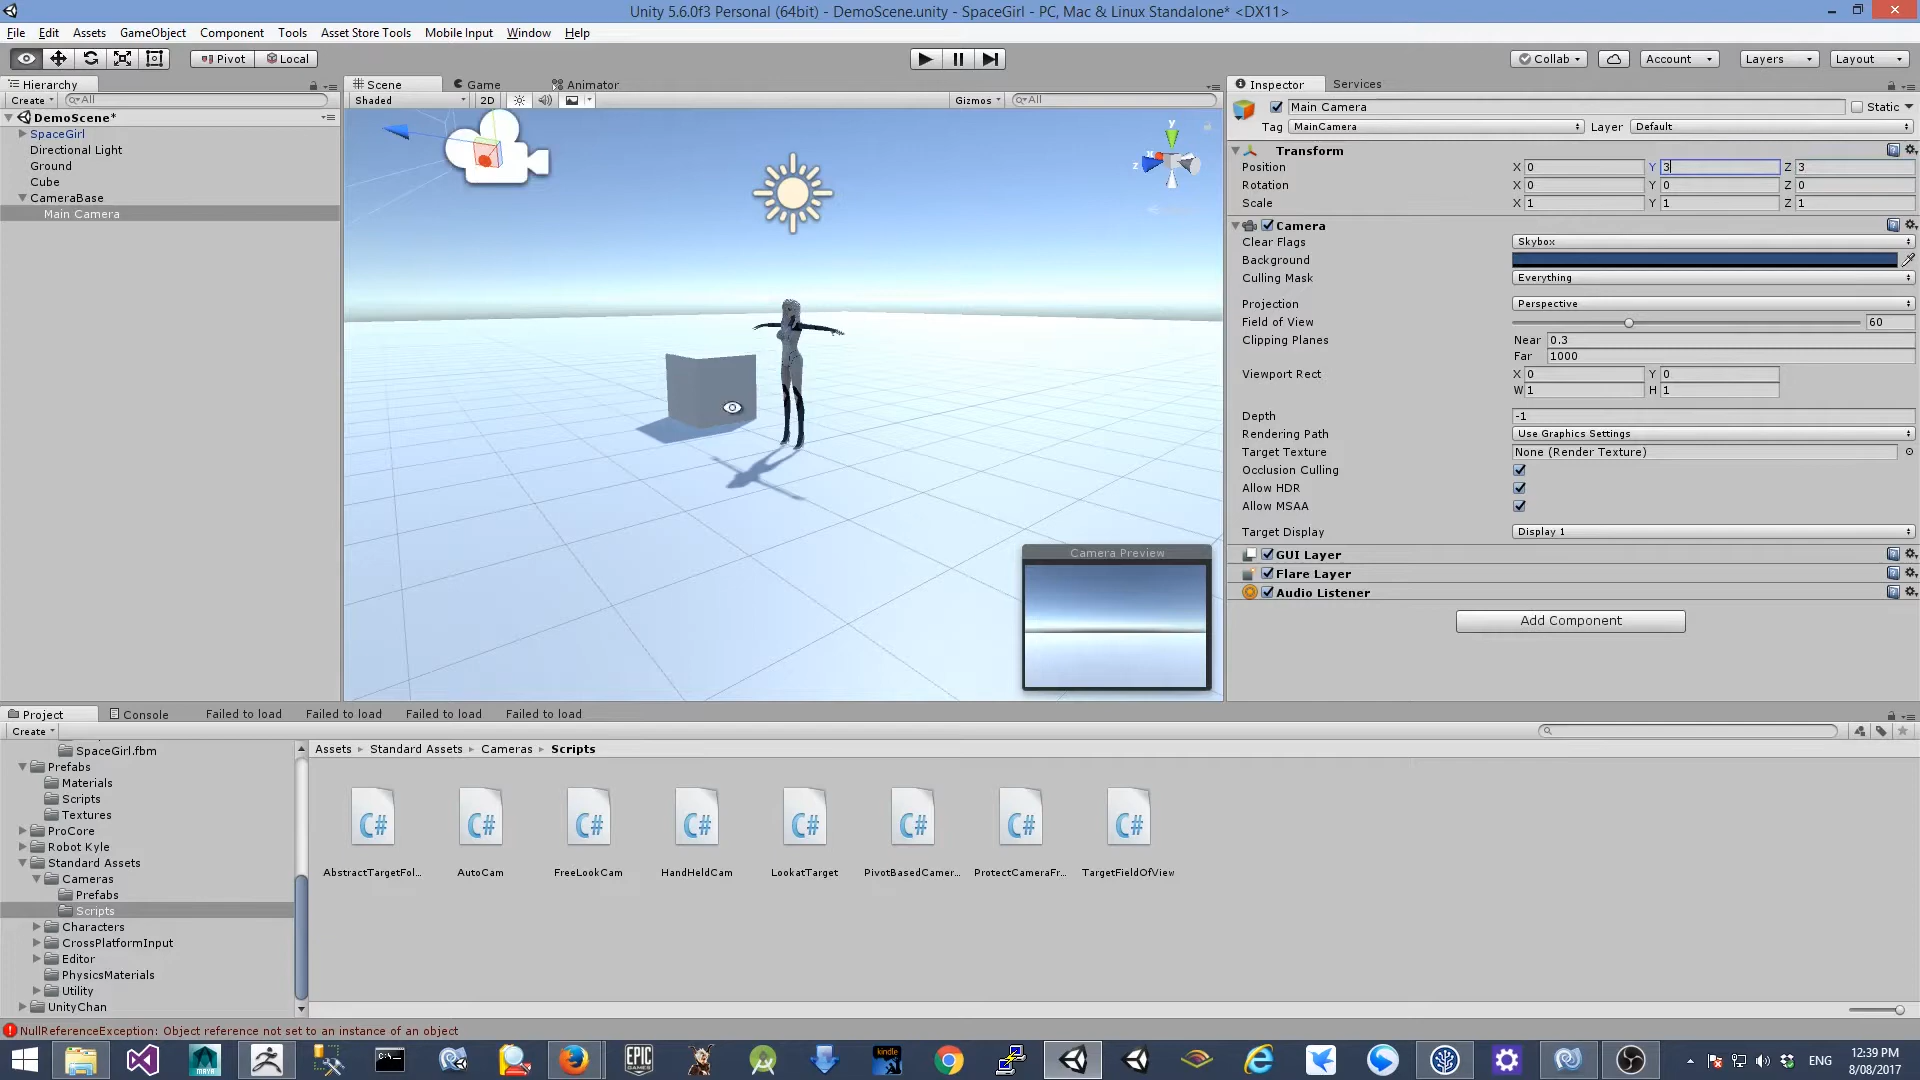 Unity 5.6.0f3 Personal (64bit) - DemoScene.unity - SpaceGirl - PC, Mac & Linux Standalone* <DX11>
File Edit Assets GameObject Component Tools Asset Store Tools Mobile Input Window Help
Pivot Local Collab Account Layers Layout
Hierarchy Scene Game Animator Inspector Services
Create All Shaded 2D Gizmos All
Main Camera Static
DemoScene*
Tag MainCamera Layer Default
SpaceGirl
Directional Light
Ground
Cube
CameraBase
Main Camera
y
x
z
Transform
Position X 0 Y 3 Z 3
Rotation X 0 Y 0 Z 0
Scale X 1 Y 1 Z 1
Camera
Clear Flags Skybox
Background
Culling Mask Everything
Projection Perspective
Field of View 60
Clipping Planes Near 0.3
Far 1000
Viewport Rect X 0 Y 0
W 1 H 1
Depth -1
Rendering Path Use Graphics Settings
Target Texture None (Render Texture)
Occlusion Culling
Allow HDR
Allow MSAA
Target Display Display 1
GUI Layer
Flare Layer
Audio Listener
Add Component
Camera Preview
Project Console Failed to load Failed to load Failed to load Failed to load
Create
SpaceGirl.fbm
Prefabs
Materials
Scripts
Textures
ProCore
Robot Kyle
Standard Assets
Cameras
Prefabs
Scripts
Characters
CrossPlatformInput
Editor
PhysicsMaterials
Utility
UnityChan
Assets Standard Assets Cameras Scripts
C# C# C# C# C# C# C# C#
AbstractTargetFol... AutoCam FreeLookCam HandHeldCam LookatTarget PivotBasedCamer... ProtectCameraFr... TargetFieldOfView
NullReferenceException: Object reference not set to an instance of an object
MAYA
EPIC GAMES
kindle
ENG
12:39 PM
8/08/2017